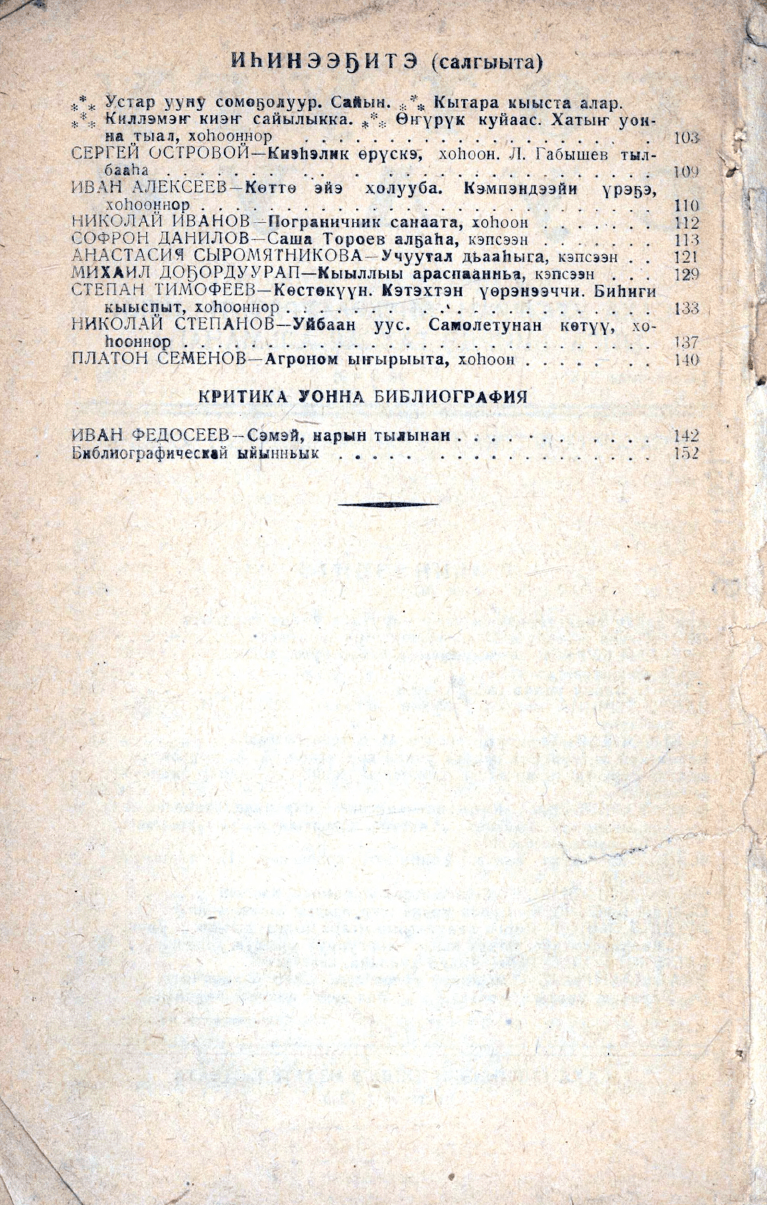 ИҺИНЭЭҔИТЭ (салгыыта)
⁂ Устар ууну сомоҕолуур. Сайын. ⁂ Кытара кыыста алар.
⁂ Киллэмэҥ киэҥ сайылыкка. ⁂ Өҥүрүк куйаас. Хатыҥ уон-
на тыал, хоһооннор . . . . . . . . . . . . . . . . 103
СЕРГЕЙ ОСТРОВОЙ—Киэһэлик өрүскэ, хоһоон. Л. Габышев тыл-
бааһа . . . . . . . . . . . . . . . . . . . . . 109
ИВАН АЛЕКСЕЕВ—Көттө эйэ холууба. Кэмпэндээйи үрэҕэ,
хоһооннор . . . . . . . . . . . . . . . . . . . 110
НИКОЛАЙ ИВАНОВ—Пограничник санаата, хоһоон . . . . . . . 112
СОФРОН ДАНИЛОВ—Саша Тороев алҕаһа, кэпсээн . . . . . . . 113
АНАСТАСИЯ СЫРОМЯТНИКОВА—Учуутал дьааһыга, кэпсээн . . 121
МИХАИЛ ДОҔОРДУУРАП—Кыыллыы араспаанньа, кэпсээн . . . 129
СТЕПАН ТИМОФЕЕВ—Көстөкүүн. Кэтэхтэн үөрэнээччи. Биһиги
кыыспыт, хоһооннор . . . . . . . . . . . . . . . . 133
НИКОЛАЙ СТЕПАНОВ—Уйбаан уус. Самолетунан көтүү, хо-
һооннор . . . . . . . . . . . . . . . . . . . . 137
ПЛАТОН СЕМЕНОВ—Агроном ыҥырыыта, хоһоон . . . . . . . 140
КРИТИКА УОННА БИБЛИОГРАФИЯ
ИВАН ФЕДОСЕЕВ—Сэмэй, нарын тылынан . . . . . . . . . . 142
Библиографическай ыйынньык . . . . . . . . . . . . . . . 152